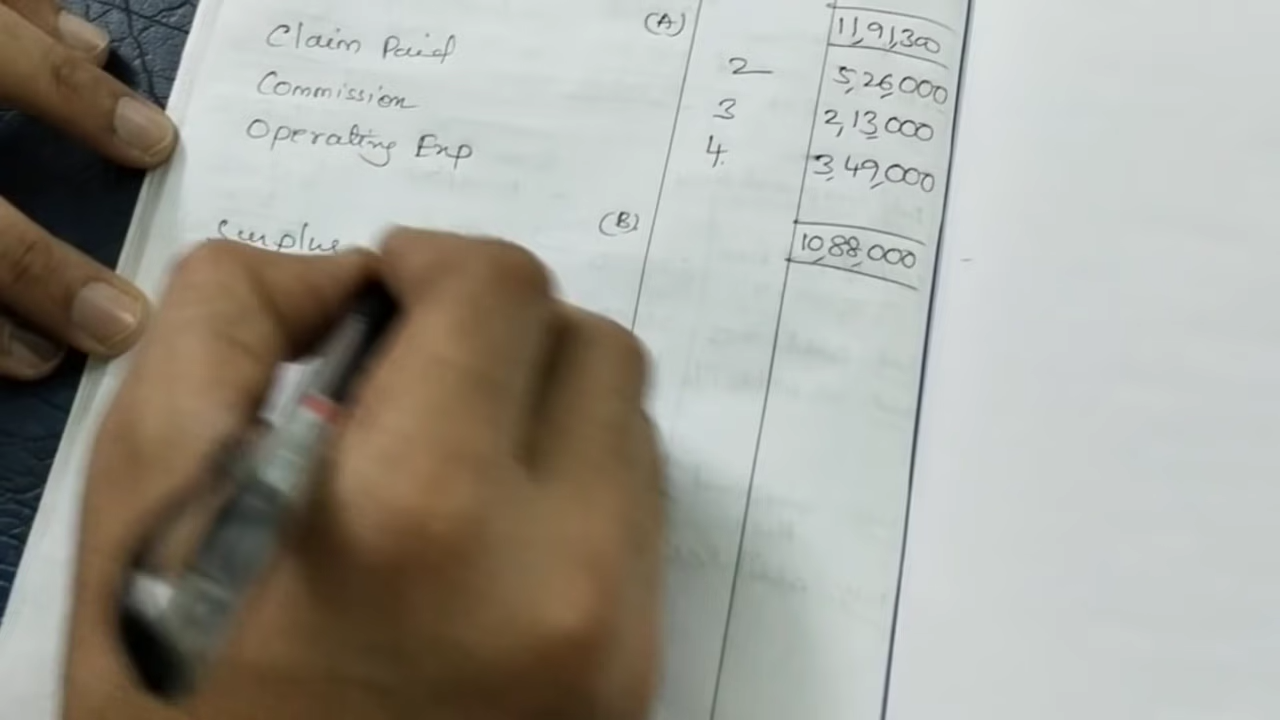 (A) 11,91,300
Claim Paid 2 5,26,000
Commission 3 2,13,000
Operating Exp 4. 3,49,000
(B) 10,88,000
Surplus